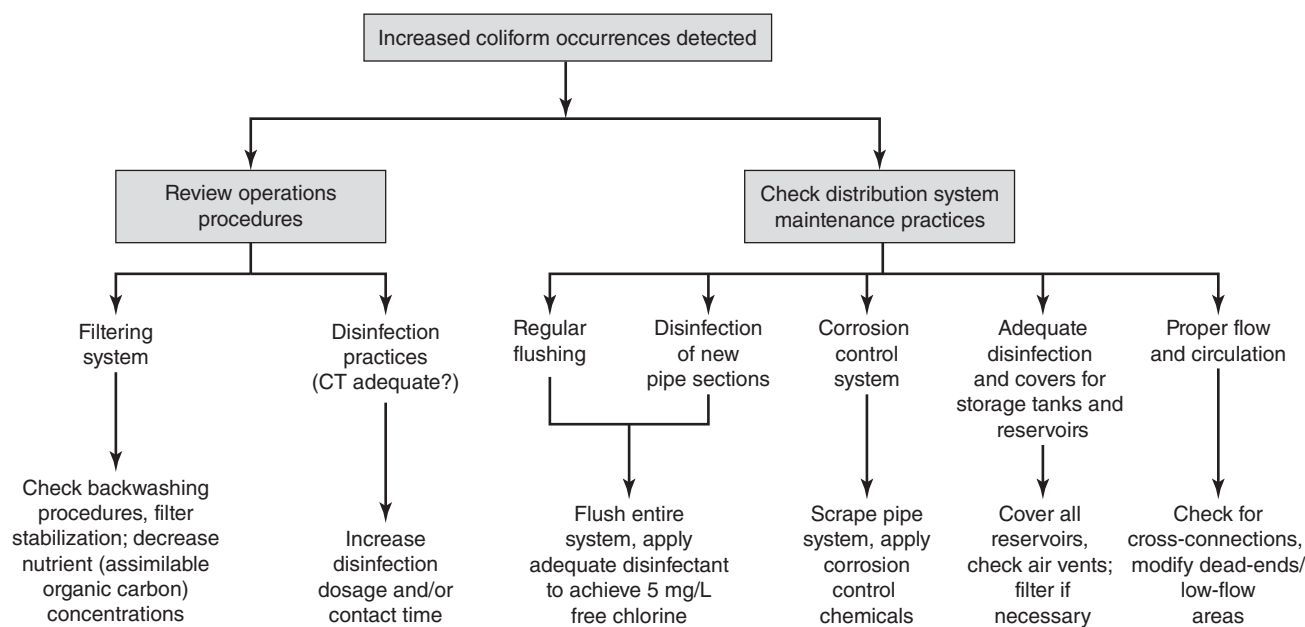 Increased coliform occurrences detected
Review operations
procedures
Check distribution system
maintenance practices
Filtering
system
Disinfection
practices
(CT adequate?)
Regular
flushing
Disinfection
of new
pipe sections
Corrosion
control
system
Adequate
disinfection
and covers for
storage tanks and
reservoirs
Proper flow
and circulation
Check backwashing
procedures, filter
stabilization; decrease
nutrient (assimilable
organic carbon)
concentrations
Increase
disinfection
dosage and/or
contact time
Flush entire
system, apply
adequate disinfectant
to achieve 5 mg/L
free chlorine
Scrape pipe
system, apply
corrosion
control
chemicals
Cover all
reservoirs,
check air vents;
filter if
necessary
Check for
cross-connections,
modify dead-ends/
low-flow
areas